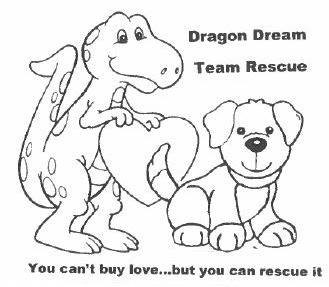 Dragon Dream
Team Rescue
You can't buy love...but you can rescue it